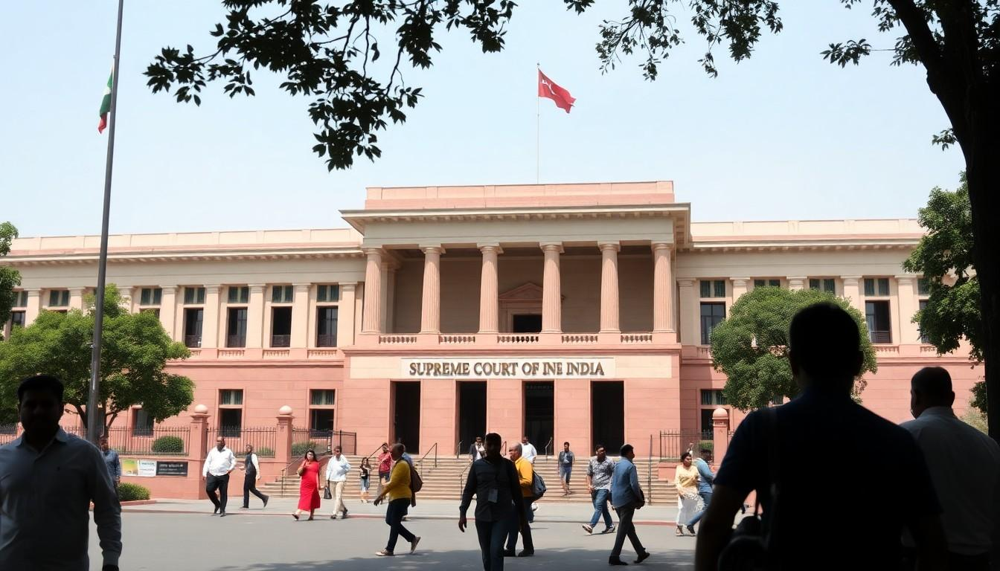 SUPREME COURT OF INE INDIA